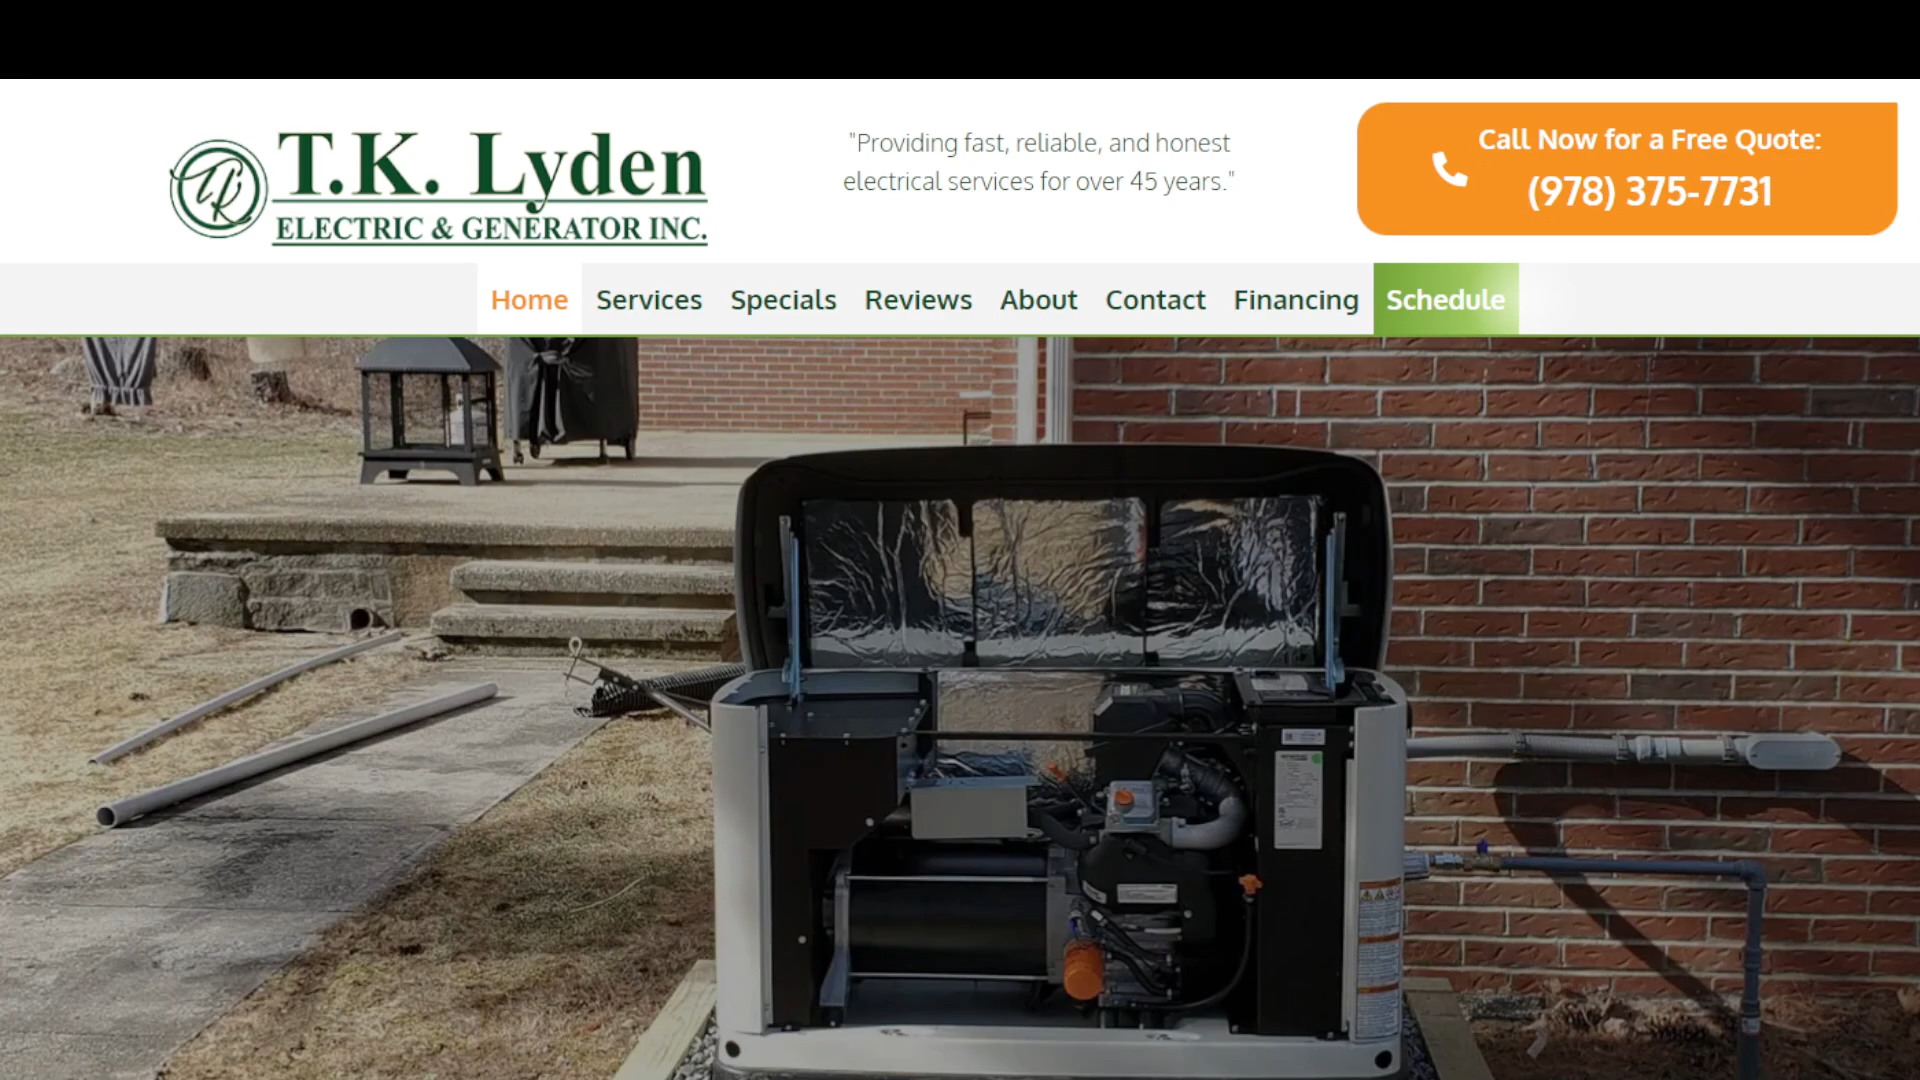 T.K. Lyden
ELECTRIC & GENERATOR INC.
"Providing fast, reliable, and honest
electrical services for over 45 years."
Call Now for a Free Quote:
(978) 375-7731
Home Services Specials Reviews About Contact Financing Schedule